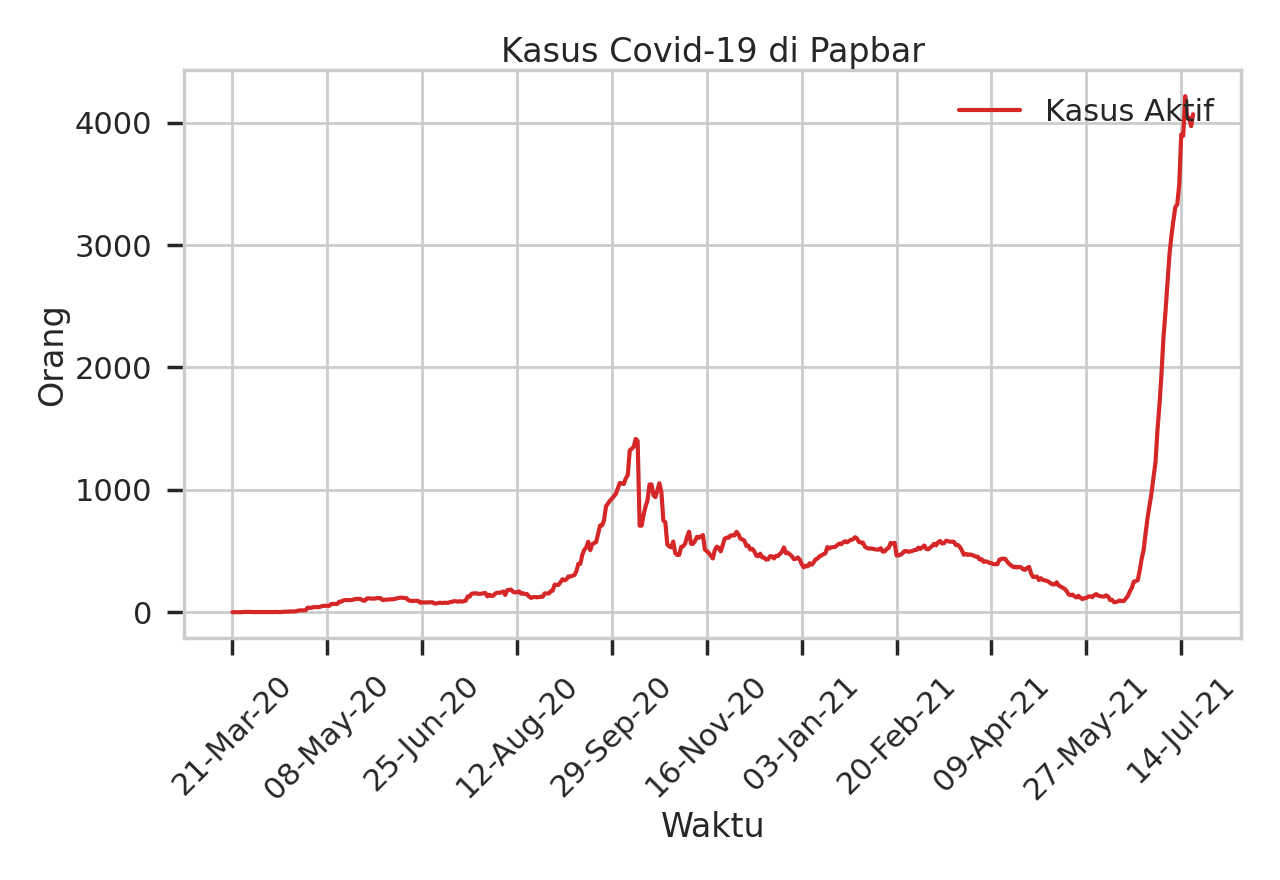 Kasus Covid-19 di Papbar
Kasus Aktif
4000
3000
2000
1000
0
Orang
21-Mar-20
08-May-20
25-Jun-20
12-Aug-20
29-Sep-20
16-Nov-20
03-Jan-21
20-Feb-21
09-Apr-21
27-May-21
14-Jul-21
Waktu